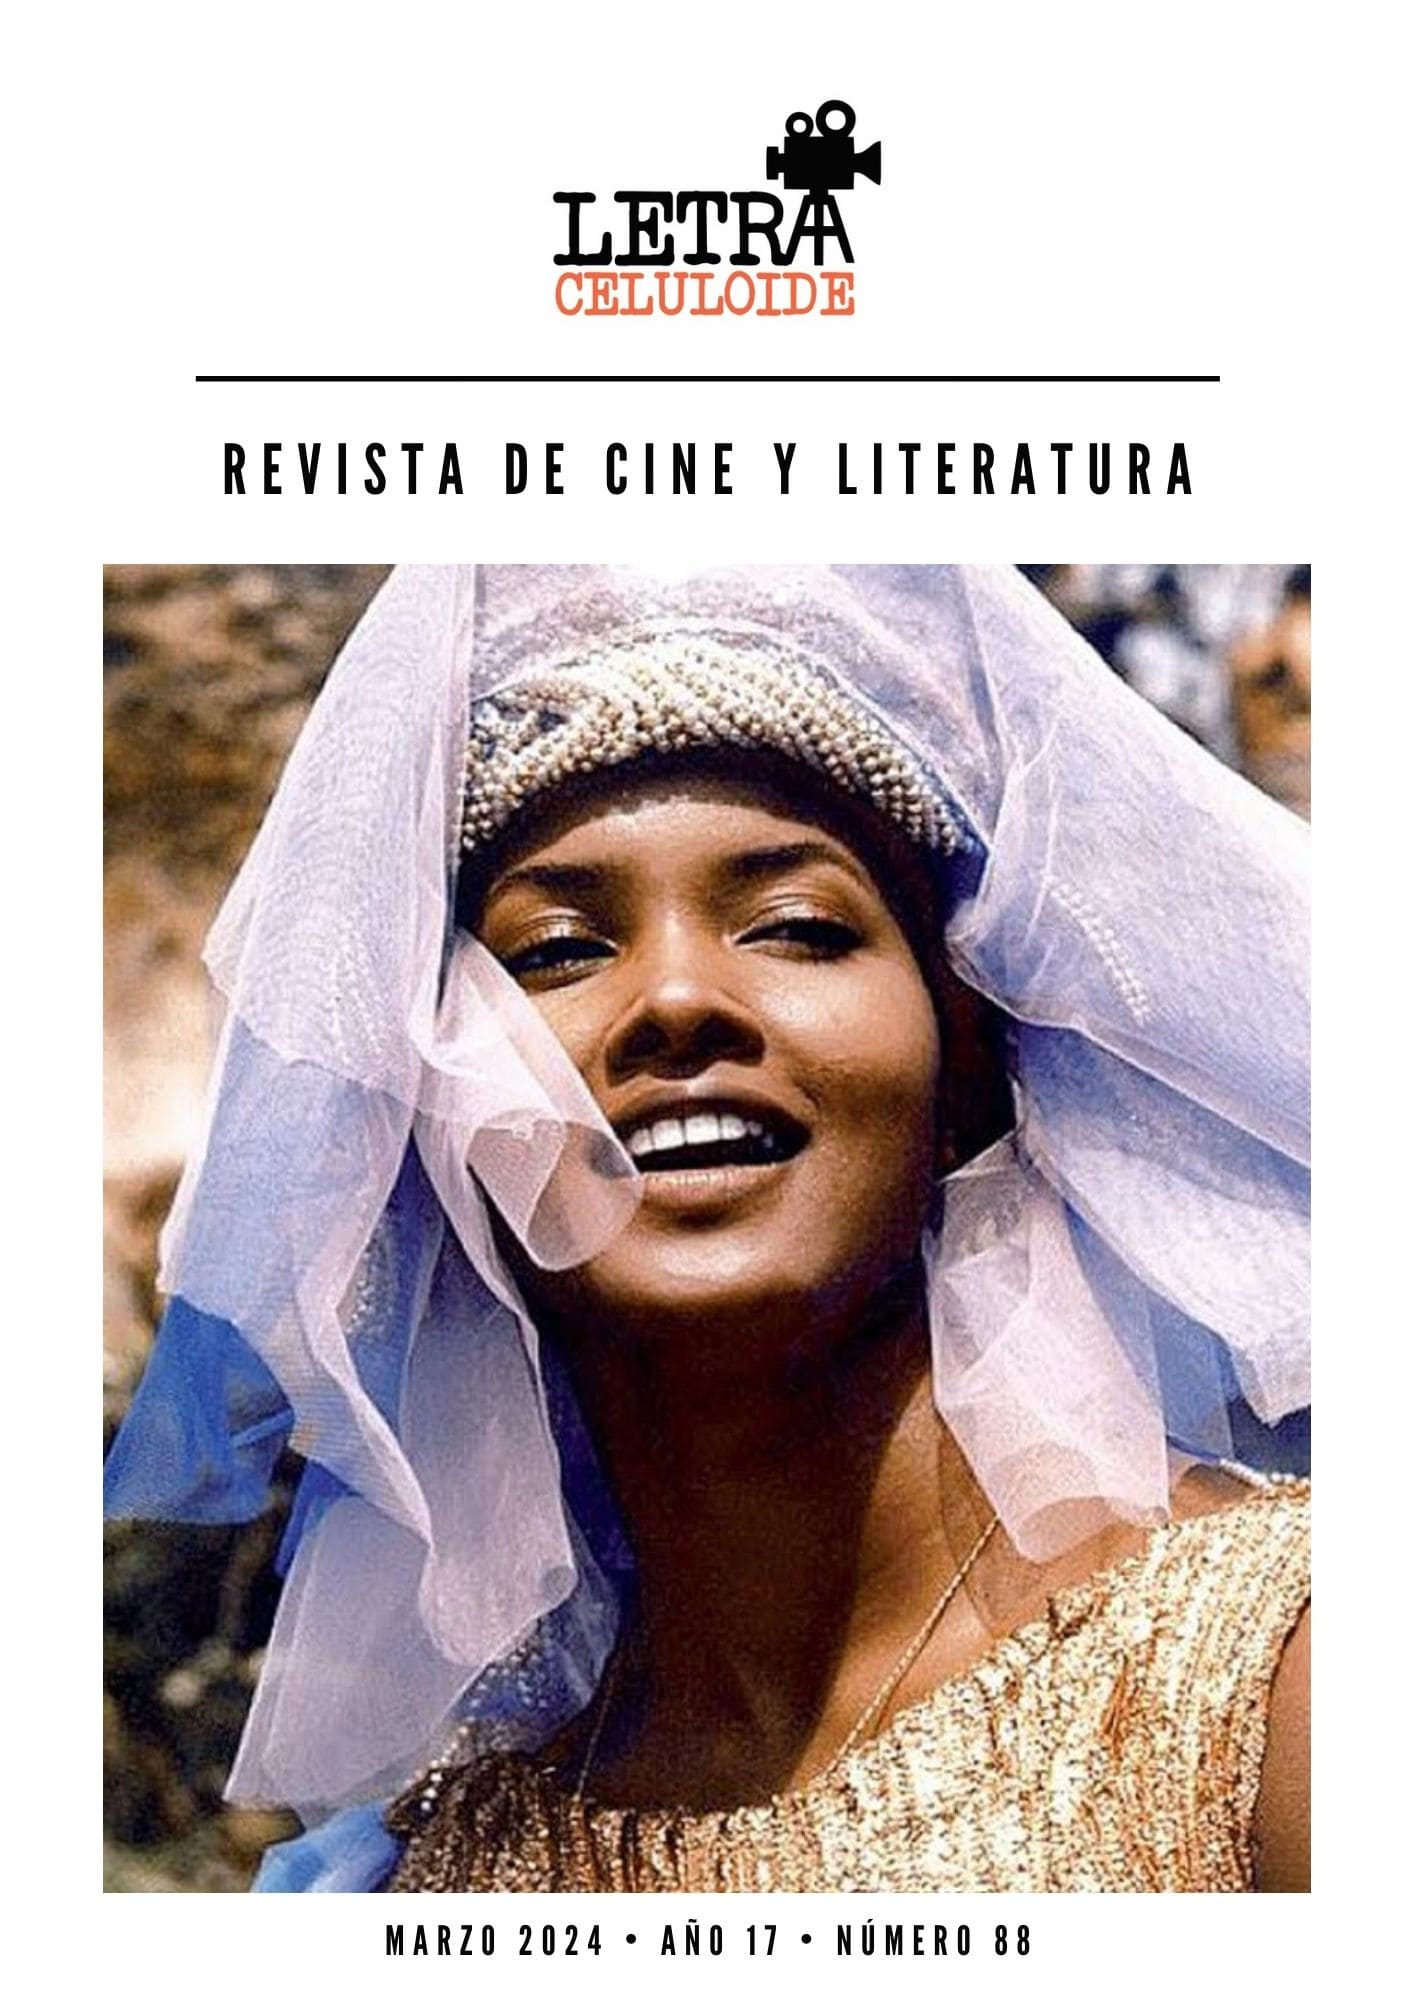 LETRA
CELULOIDE
REVISTA DE CINE Y LITERATURA
MARZO 2024 • AÑO 17 • NÚMERO 88